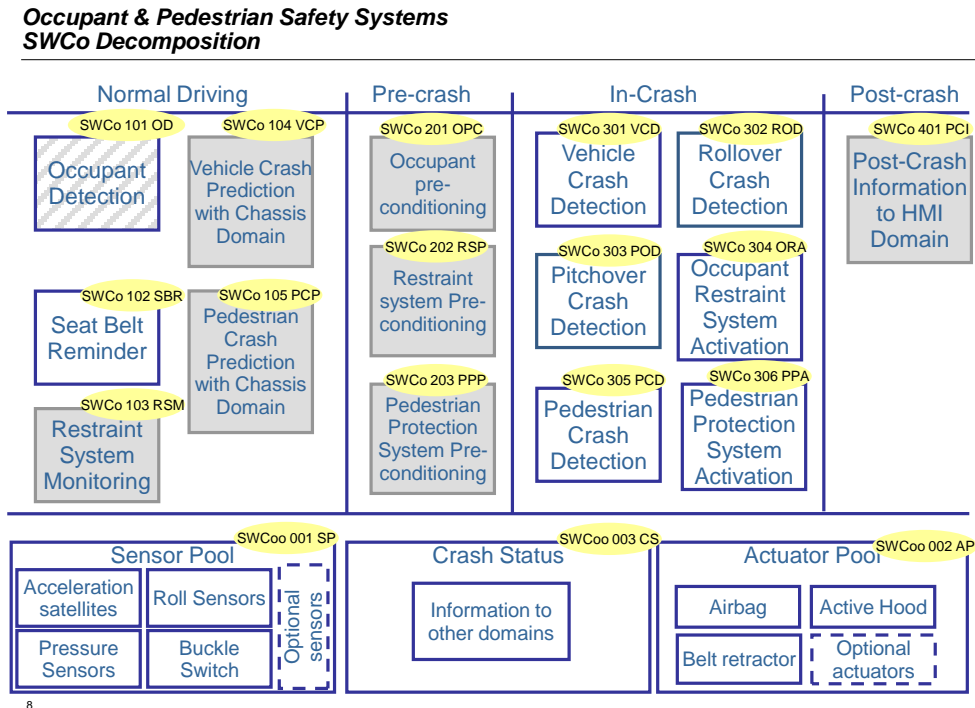 Occupant & Pedestrian Safety Systems
SWCo Decomposition
Normal Driving
Pre-crash
In-Crash
Post-crash
SWCo 101 OD
Occupant
Detection
SWCo 104 VCP
Vehicle Crash
Prediction
with Chassis
Domain
SWCo 102 SBR
Seat Belt
Reminder
SWCo 105 PCP
Pedestrian
Crash
Prediction
with Chassis
Domain
SWCo 103 RSM
Restraint
System
Monitoring
SWCo 201 OPC
Occupant
pre-
conditioning
SWCo 202 RSP
Restraint
system Pre-
conditioning
SWCo 203 PPP
Pedestrian
Protection
System Pre-
conditioning
SWCo 301 VCD
Vehicle
Crash
Detection
SWCo 302 ROD
Rollover
Crash
Detection
SWCo 303 POD
Pitchover
Crash
Detection
SWCo 304 ORA
Occupant
Restraint
System
Activation
SWCo 305 PCD
Pedestrian
Crash
Detection
SWCo 306 PPA
Pedestrian
Protection
System
Activation
SWCo 401 PCI
Post-Crash
Information
to HMI
Domain
SWCoo 001 SP
Sensor Pool
Acceleration
satellites
Roll Sensors
Pressure
Sensors
Buckle
Switch
Optional
sensors
SWCoo 003 CS
Crash Status
Information to
other domains
SWCoo 002 AP
Actuator Pool
Airbag
Active Hood
Belt retractor
Optional
actuators
8